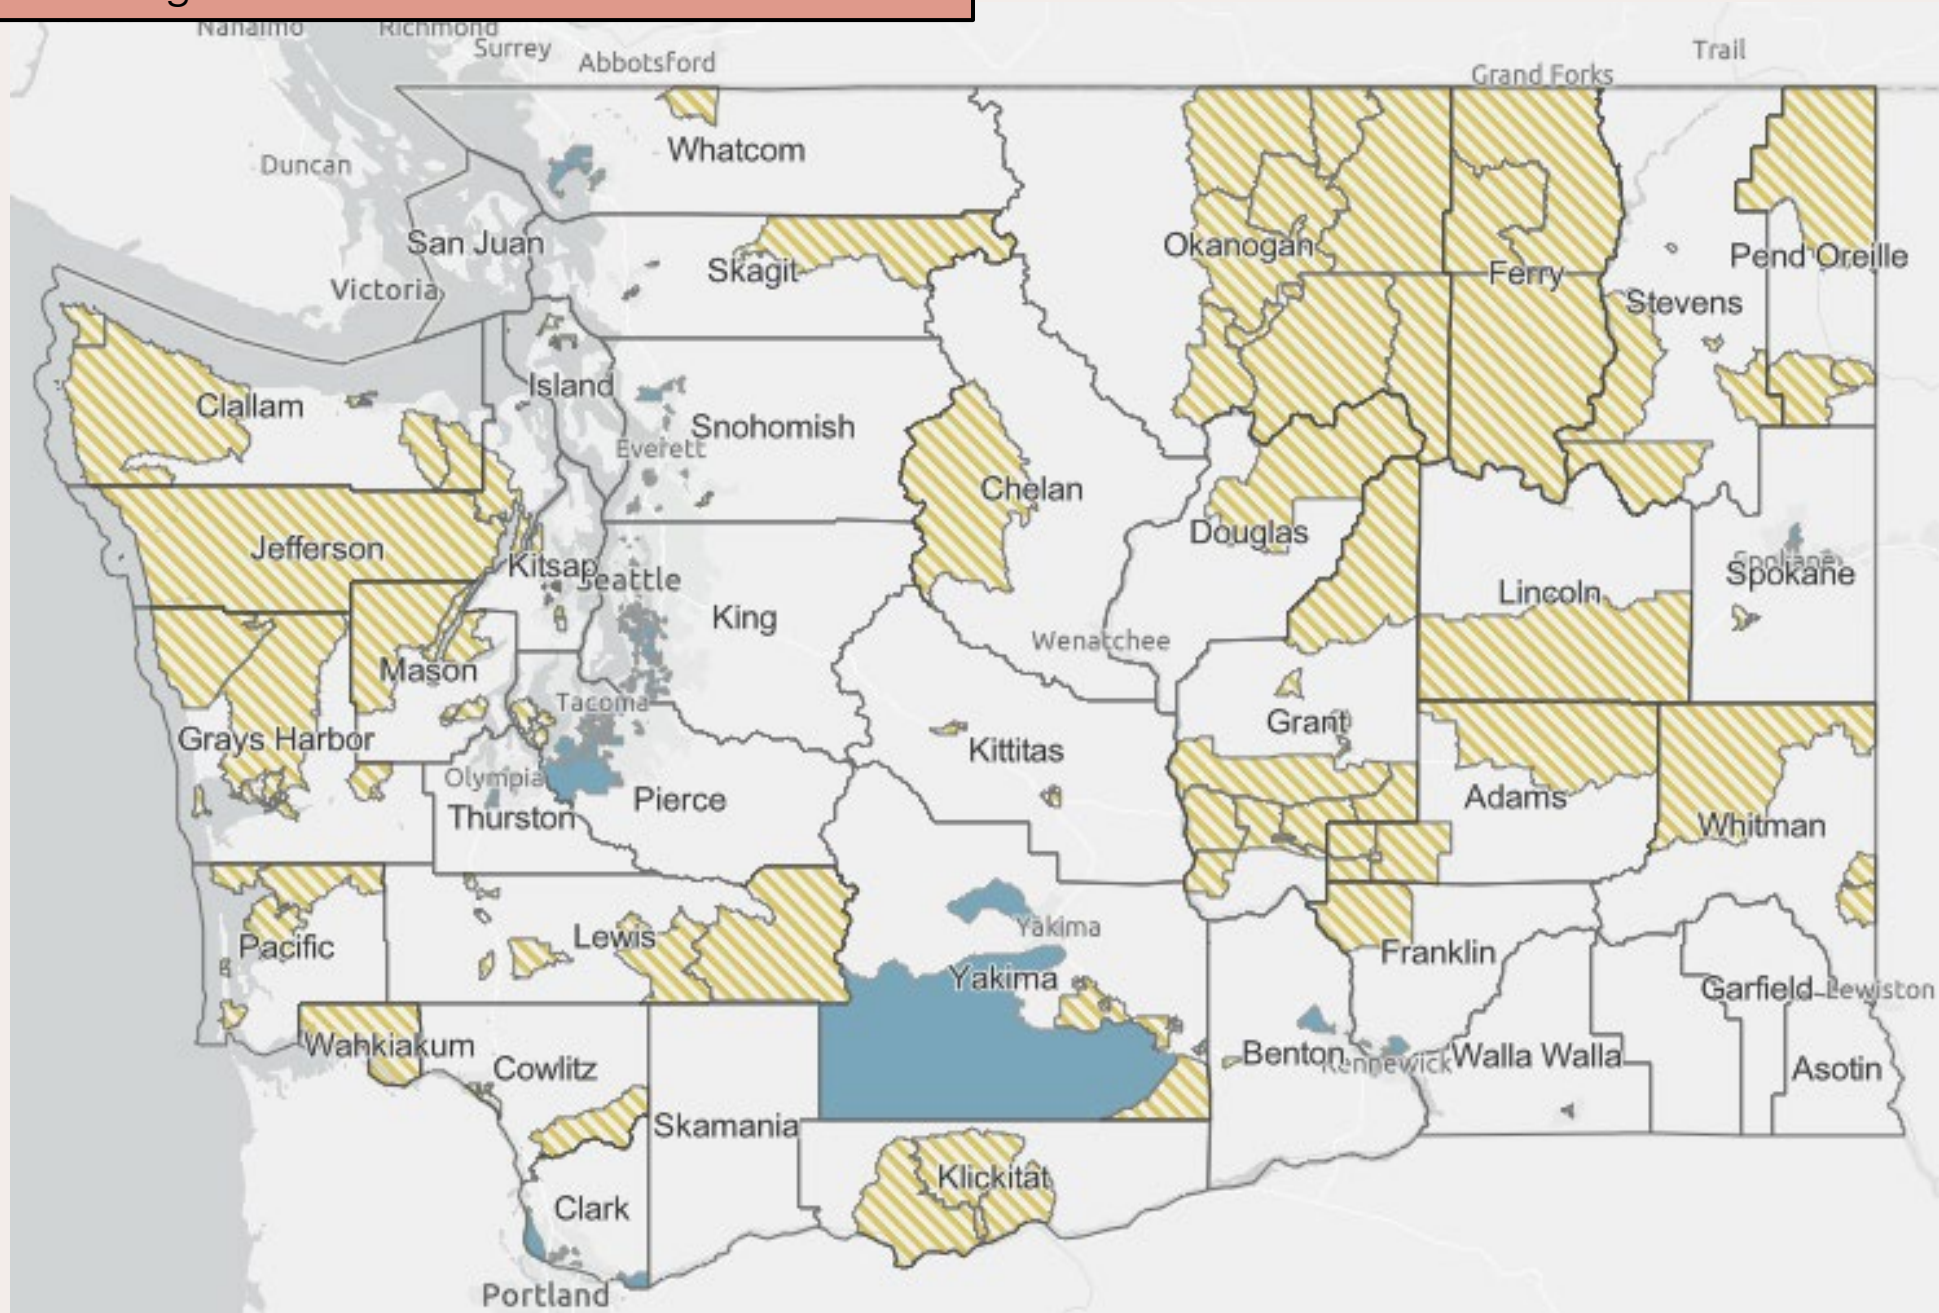 Nanaimo
Richmond
Surrey
Abbotsford
Trail
Grand Forks
Whatcom
Duncan
San Juan
Okanogan
Pend Oreille
Skagit
Ferry
Victoria
Stevens
Island
Clallam
Snohomish
Everett
Chelan
Douglas
Jefferson
Kitsap
Seattle
Spokane
Spokane
Lincoln
King
Wenatchee
Mason
Tacoma
Grant
Grays Harbor
Kittitas
Olympia
Pierce
Adams
Thurston
Whitman
Yakima
Lewis
Pacific
Franklin
Yakima
Garfield
Lewiston
Wahkiakum
Benton
Kennewick
Walla Walla
Cowlitz
Asotin
Skamania
Klickitat
Clark
Portland